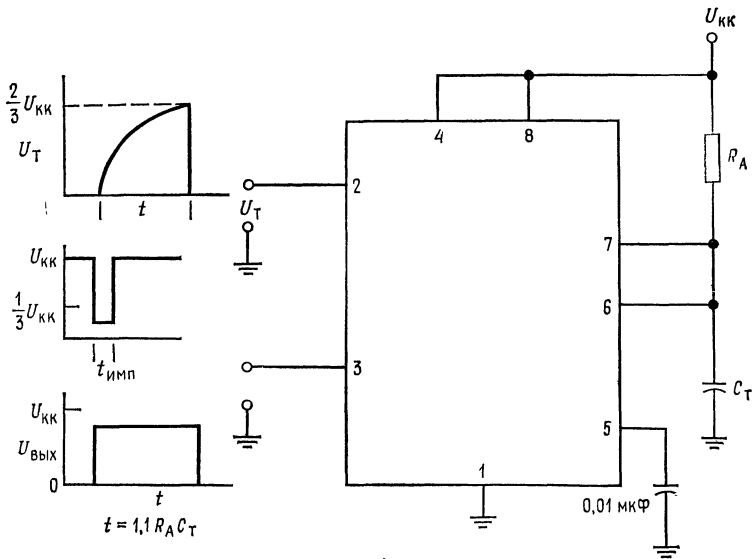 U_КК
2/3 U_КК
U_Т
t
U_КК
1/3 U_КК
t_ИМП
U_КК
U_ВЫХ
0
t
t = 1,1 R_A C_Т
2
U_Т
3
4
8
7
6
5
1
R_A
C_Т
0,01 мкФ